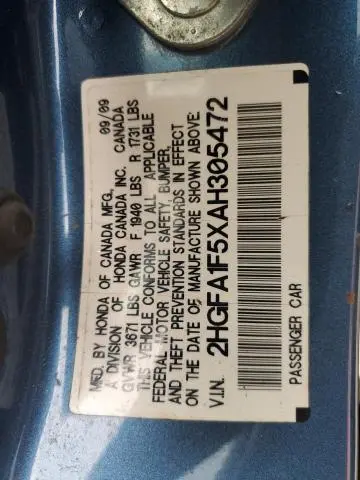 MFD. BY HONDA OF CANADA MFG. 09/09
A DIVISION OF HONDA CANADA INC. CANADA
GVWR 3671 LBS GAWR F 1940 LBS R 1731 LBS
THIS VEHICLE CONFORMS TO ALL APPLICABLE
FEDERAL MOTOR VEHICLE SAFETY, BUMPER,
AND THEFT PREVENTION STANDARDS IN EFFECT
ON THE DATE OF MANUFACTURE SHOWN ABOVE.
V.I.N. 2HGFA1F5XAH305472
PASSENGER CAR